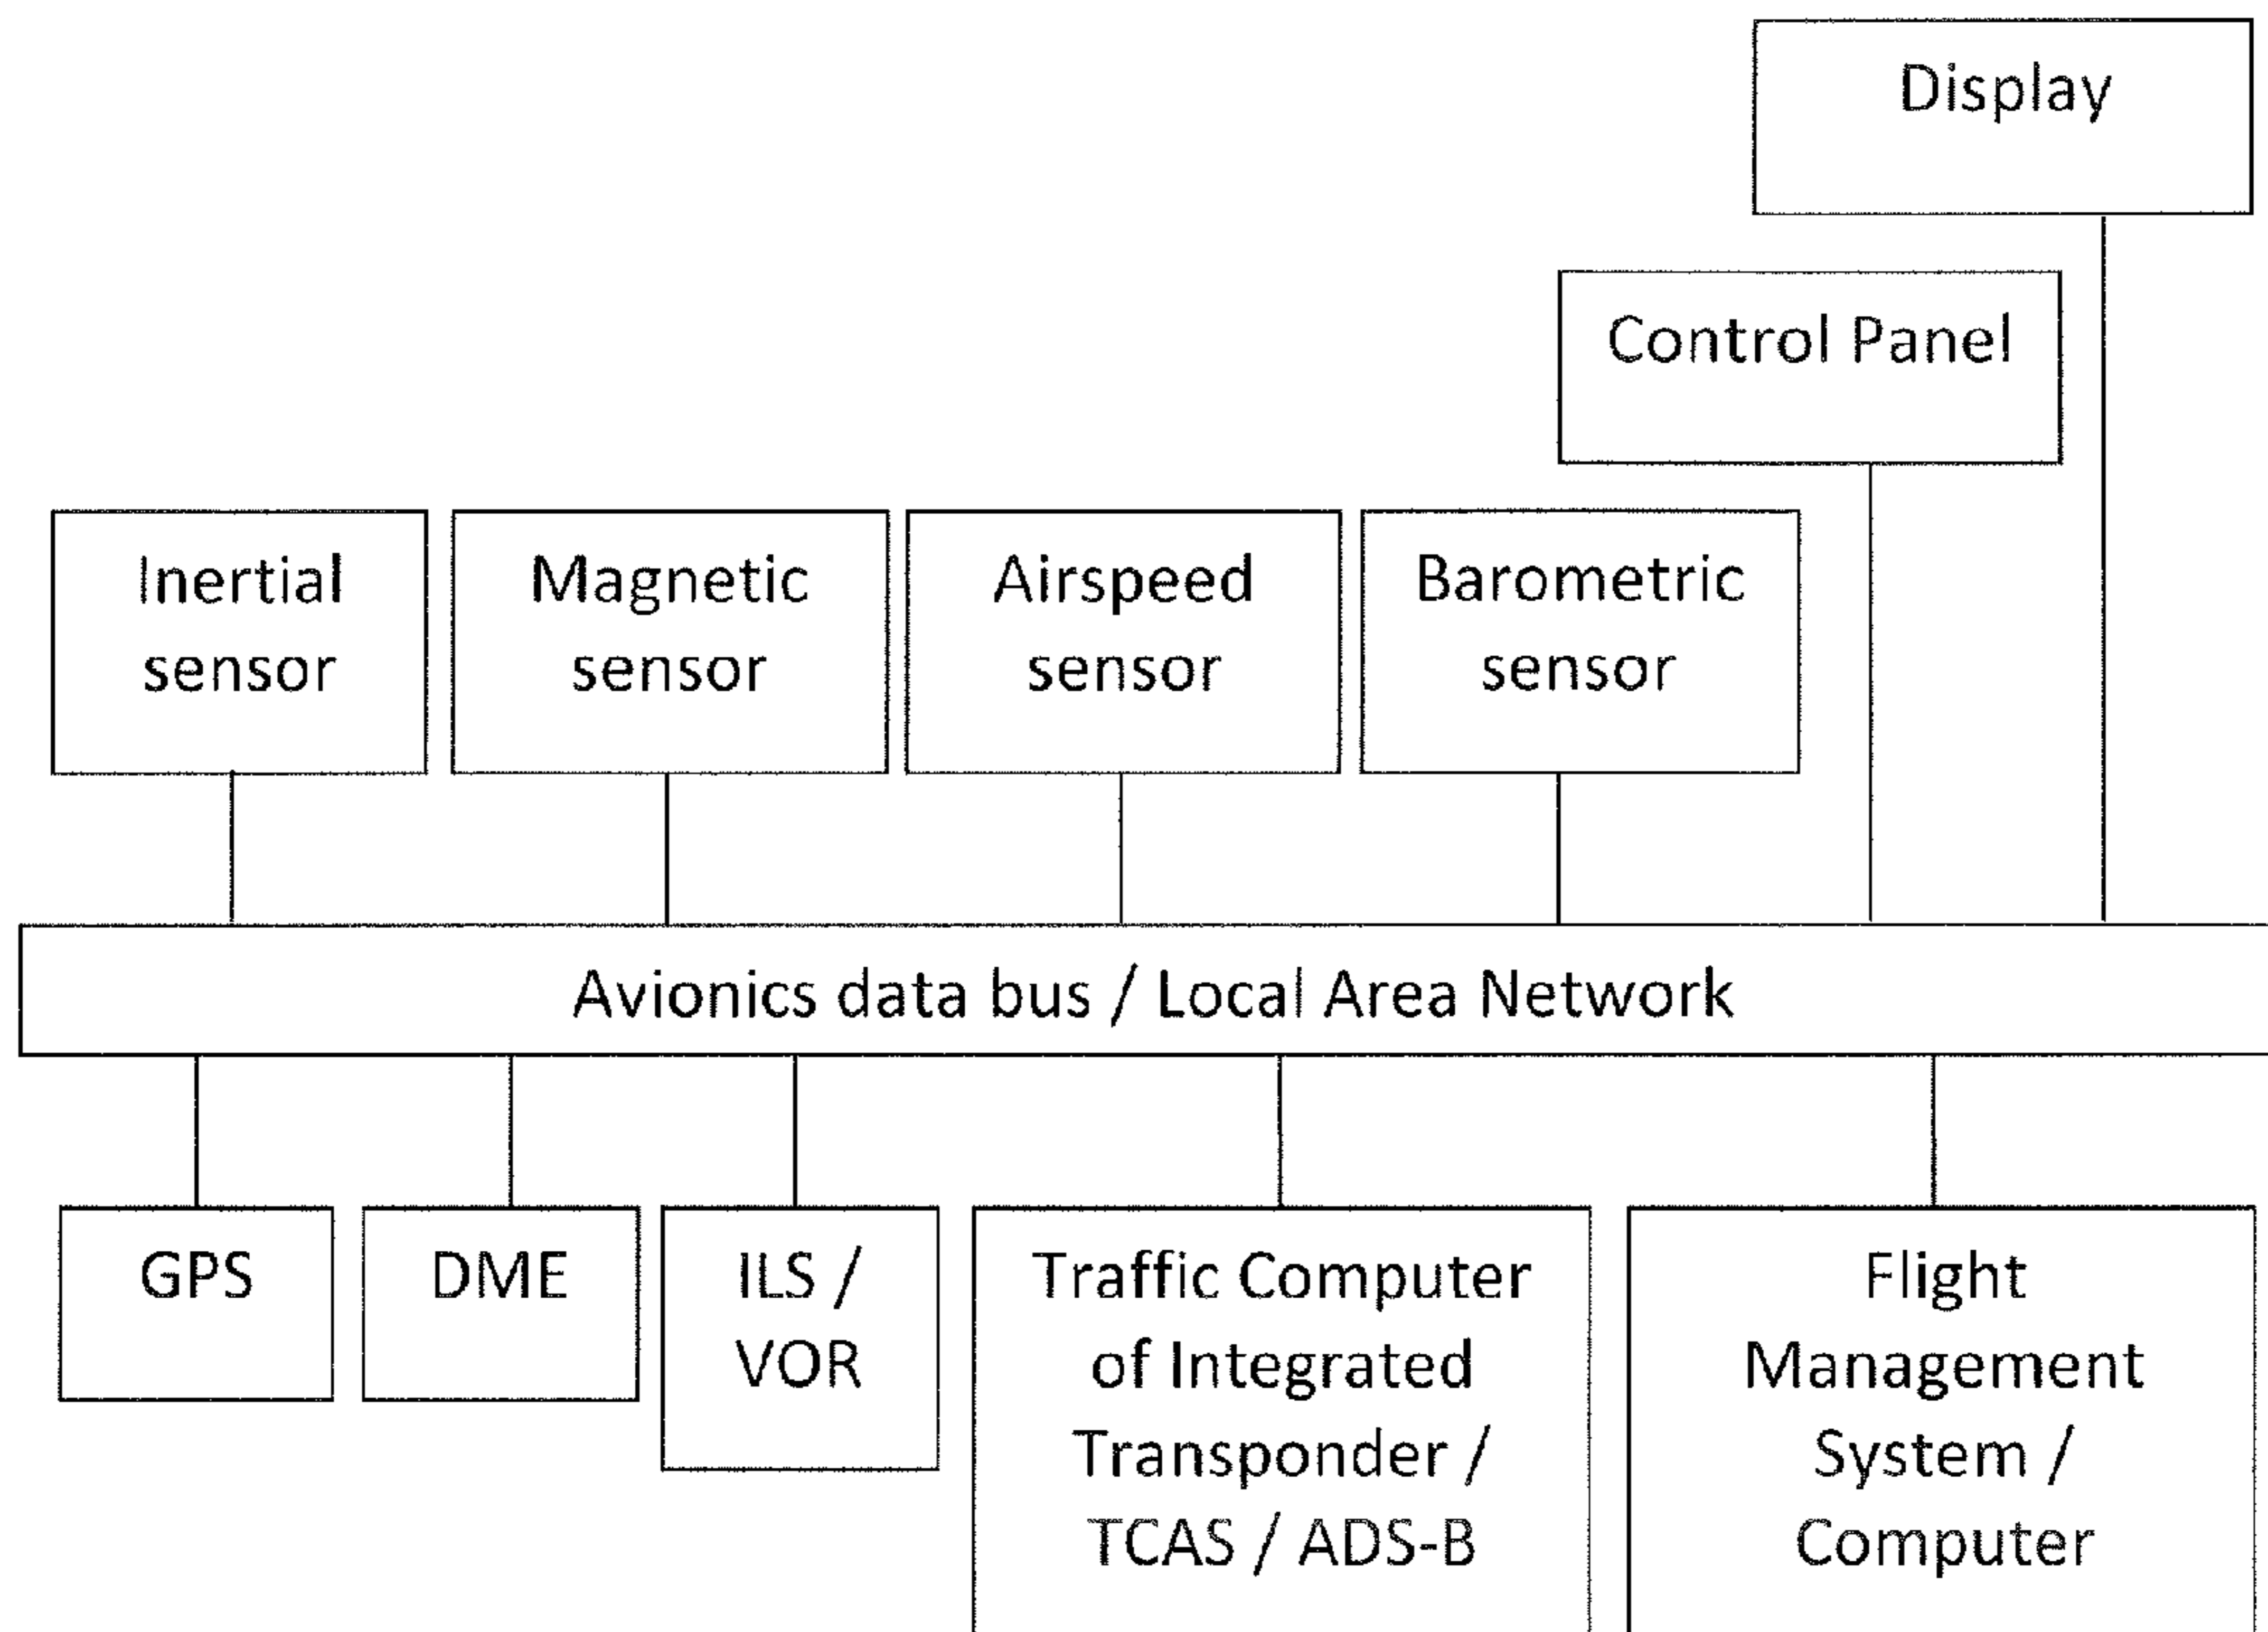 Display
Control Panel
Inertial
sensor
Magnetic
sensor
Airspeed
sensor
Barometric
sensor
Avionics data bus / Local Area Network
GPS
DME
ILS /
VOR
Traffic Computer
of Integrated
Transponder /
TCAS / ADS-B
Flight
Management
System /
Computer